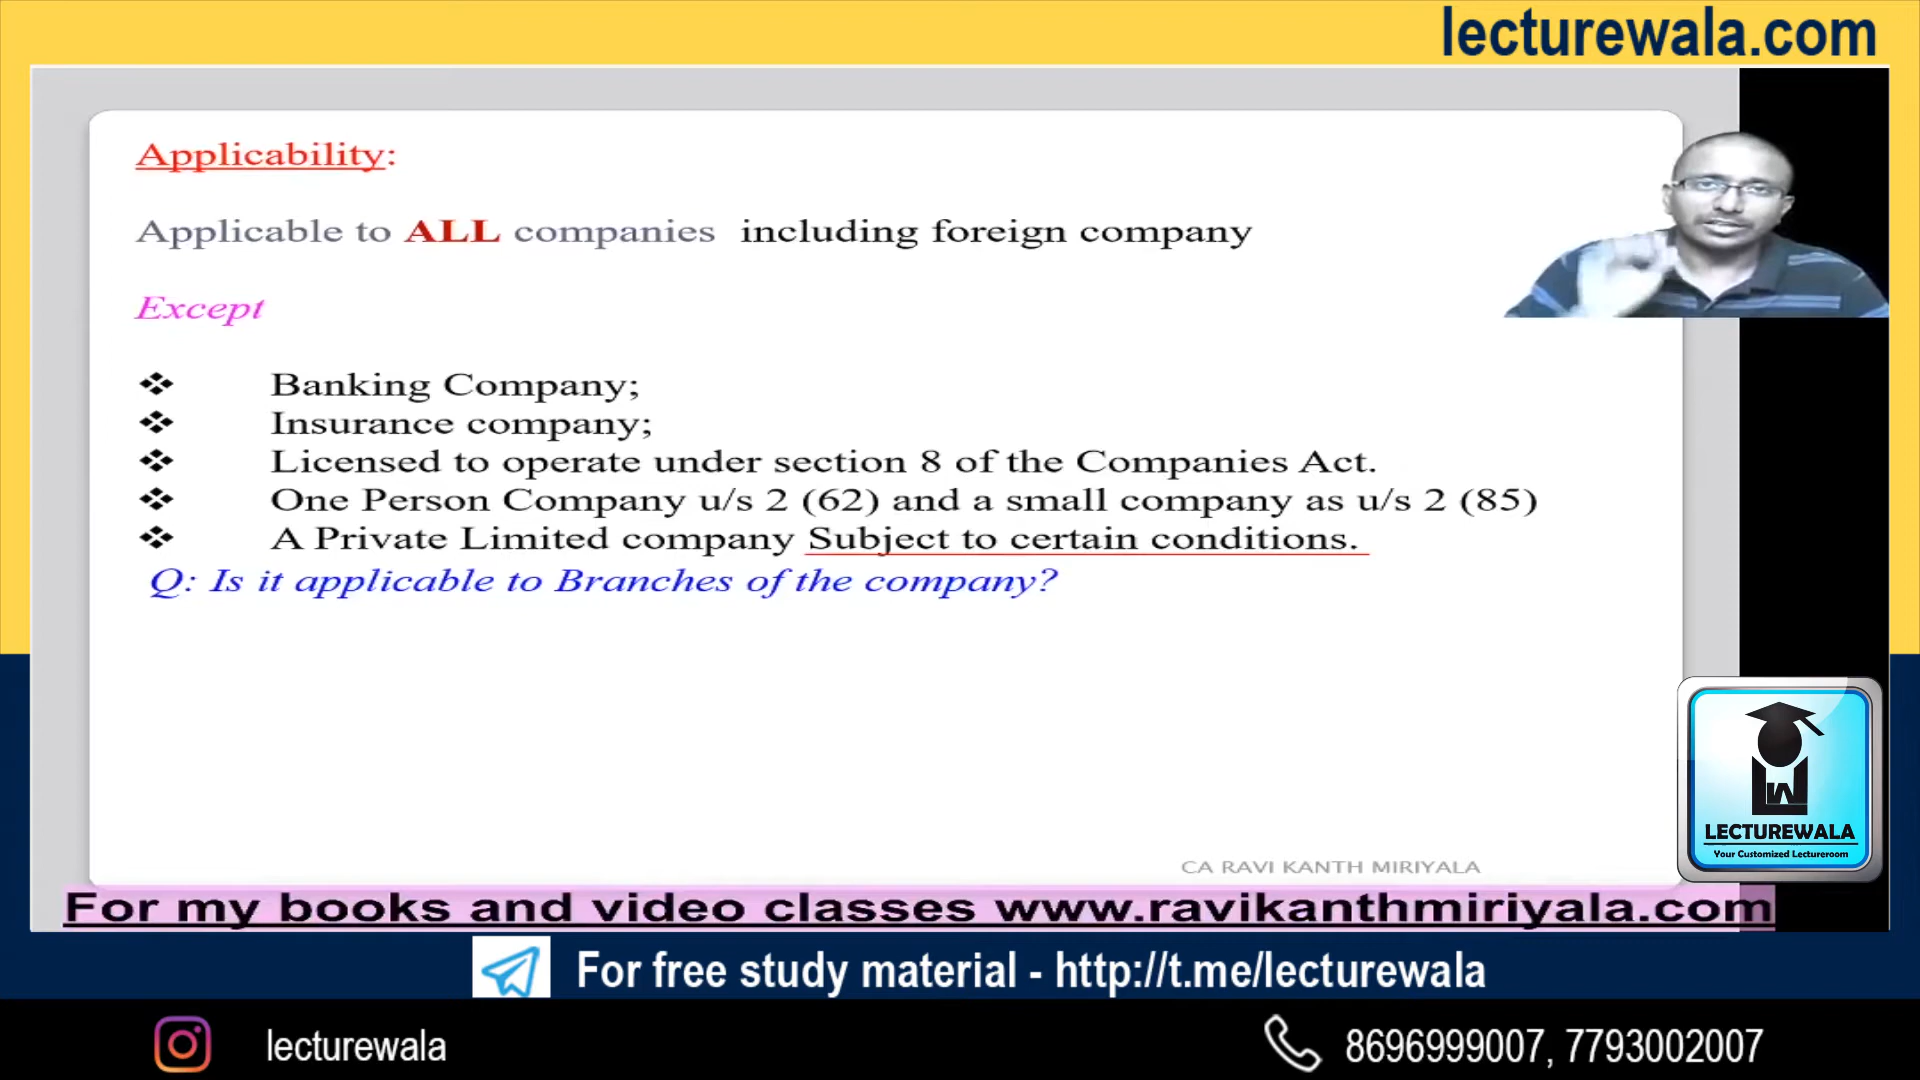 lecturewala.com
Applicability:
Applicable to ALL companies including foreign company
Except
❖ Banking Company;
❖ Insurance company;
❖ Licensed to operate under section 8 of the Companies Act.
❖ One Person Company u/s 2 (62) and a small company as u/s 2 (85)
❖ A Private Limited company Subject to certain conditions.
Q: Is it applicable to Branches of the company?
LECTUREWALA
Your Customized Lectureroom
CA RAVI KANTH MIRIYALA
For my books and video classes www.ravikanthmiriyala.com
For free study material - http://t.me/lecturewala
lecturewala
8696999007, 7793002007